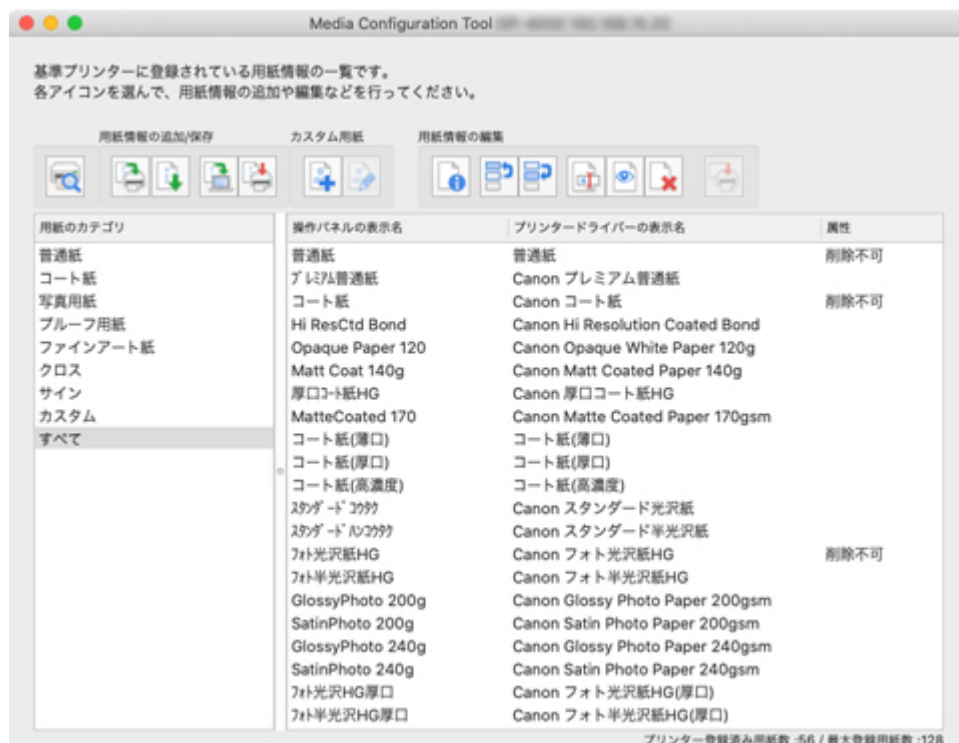 Media Configuration Tool
基準プリンターに登録されている用紙情報の一覧です。
各アイコンを選んで、用紙情報の追加や編集などを行ってください。
用紙情報の追加/保存 カスタム用紙 用紙情報の編集
用紙のカテゴリ 操作パネルの表示名 プリンタードライバーの表示名 属性
普通紙 普通紙 普通紙 削除不可
コート紙 プレミアム普通紙 Canon プレミアム普通紙
写真用紙 コート紙 Canon コート紙 削除不可
プルーフ用紙 Hi ResCtd Bond Canon Hi Resolution Coated Bond
ファインアート紙 Opaque Paper 120 Canon Opaque White Paper 120g
クロス Matt Coat 140g Canon Matt Coated Paper 140g
サイン 厚口ｺｰﾄ紙HG Canon 厚口コート紙HG
カスタム MatteCoated 170 Canon Matte Coated Paper 170gsm
すべて コート紙(薄口) コート紙(薄口)
コート紙(厚口) コート紙(厚口)
コート紙(高濃度) コート紙(高濃度)
ｽﾀﾝﾀﾞｰﾄﾞｺｳﾀｸ Canon スタンダード光沢紙
ｽﾀﾝﾀﾞｰﾄﾞﾊﾝｺｳﾀｸ Canon スタンダード半光沢紙
ﾌｫﾄ光沢紙HG Canon フォト光沢紙HG 削除不可
ﾌｫﾄ半光沢紙HG Canon フォト半光沢紙HG
GlossyPhoto 200g Canon Glossy Photo Paper 200gsm
SatinPhoto 200g Canon Satin Photo Paper 200gsm
GlossyPhoto 240g Canon Glossy Photo Paper 240gsm
SatinPhoto 240g Canon Satin Photo Paper 240gsm
ﾌｫﾄ光沢HG厚口 Canon フォト光沢紙HG(厚口)
ﾌｫﾄ半光沢HG厚口 Canon フォト半光沢紙HG(厚口)
プリンター登録済み用紙数 :56 / 最大登録用紙数 :128